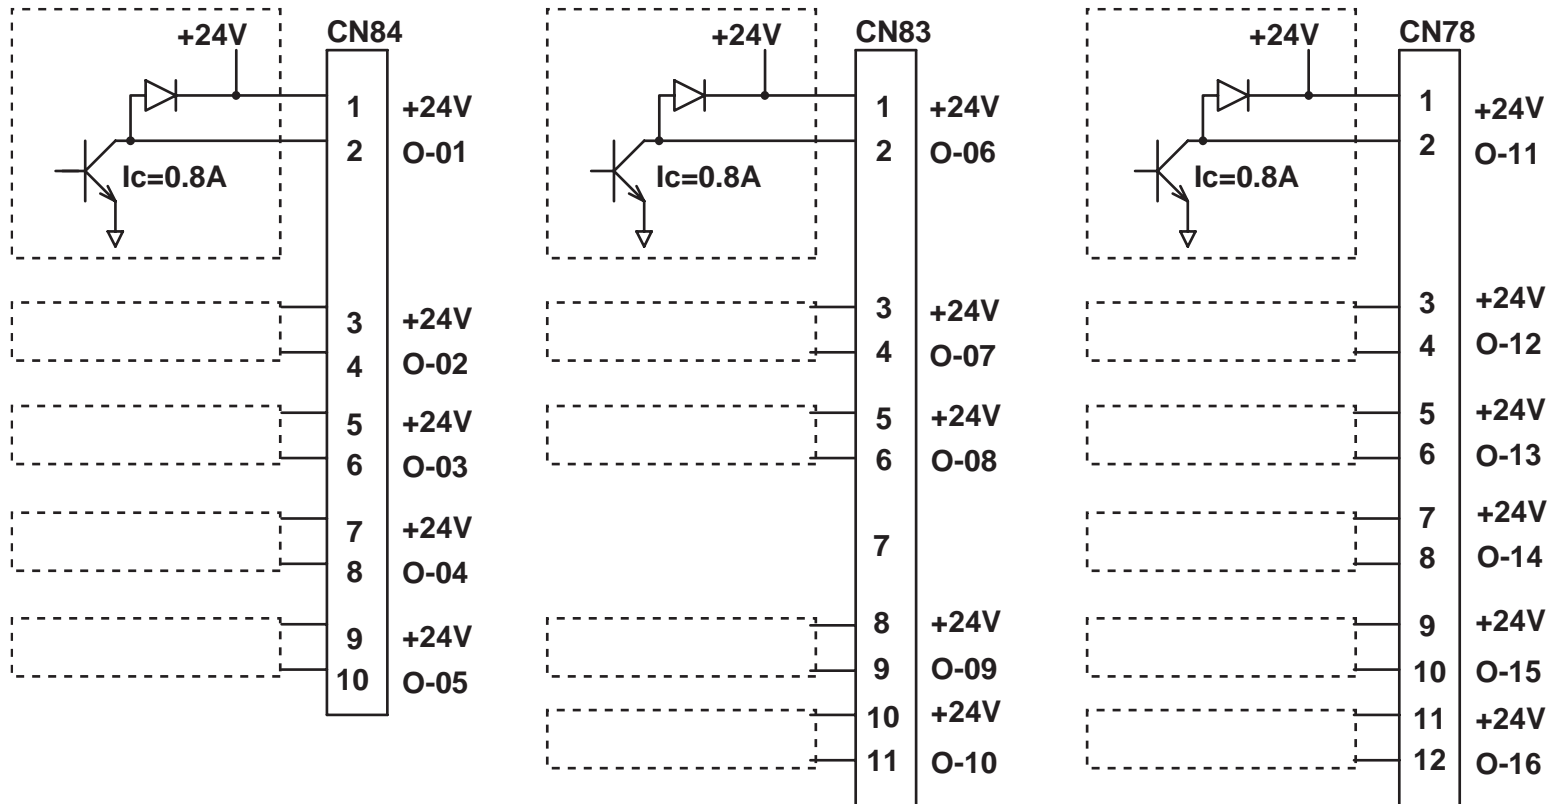 CN84
+24V
1 +24V
2 O-01
Ic=0.8A
3 +24V
4 O-02
5 +24V
6 O-03
7 +24V
8 O-04
9 +24V
10 O-05
CN83
+24V
1 +24V
2 O-06
Ic=0.8A
3 +24V
4 O-07
5 +24V
6 O-08
7
8 +24V
9 O-09
10 +24V
11 O-10
CN78
+24V
1 +24V
2 O-11
Ic=0.8A
3 +24V
4 O-12
5 +24V
6 O-13
7 +24V
8 O-14
9 +24V
10 O-15
11 +24V
12 O-16